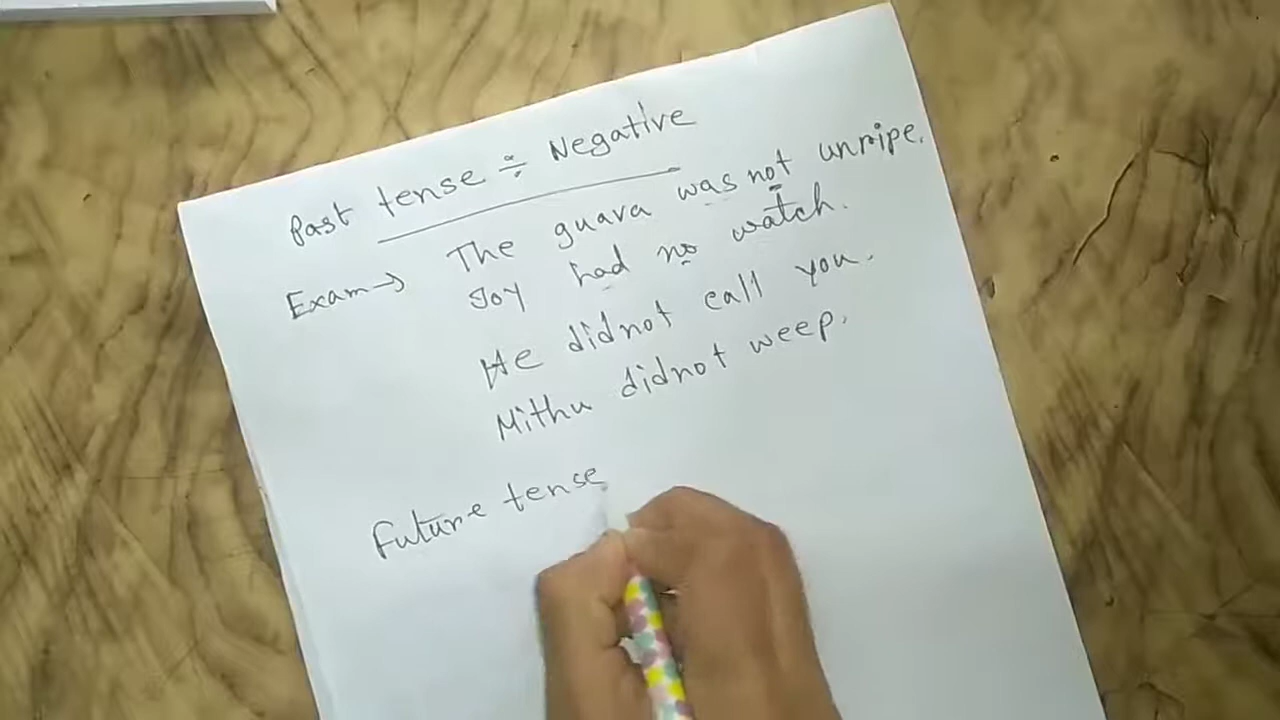 Past tense ÷ Negative
Exam→ The guava was not unripe.
Joy had no watch.
He didnot call you.
Mithu didnot weep.
Future tense